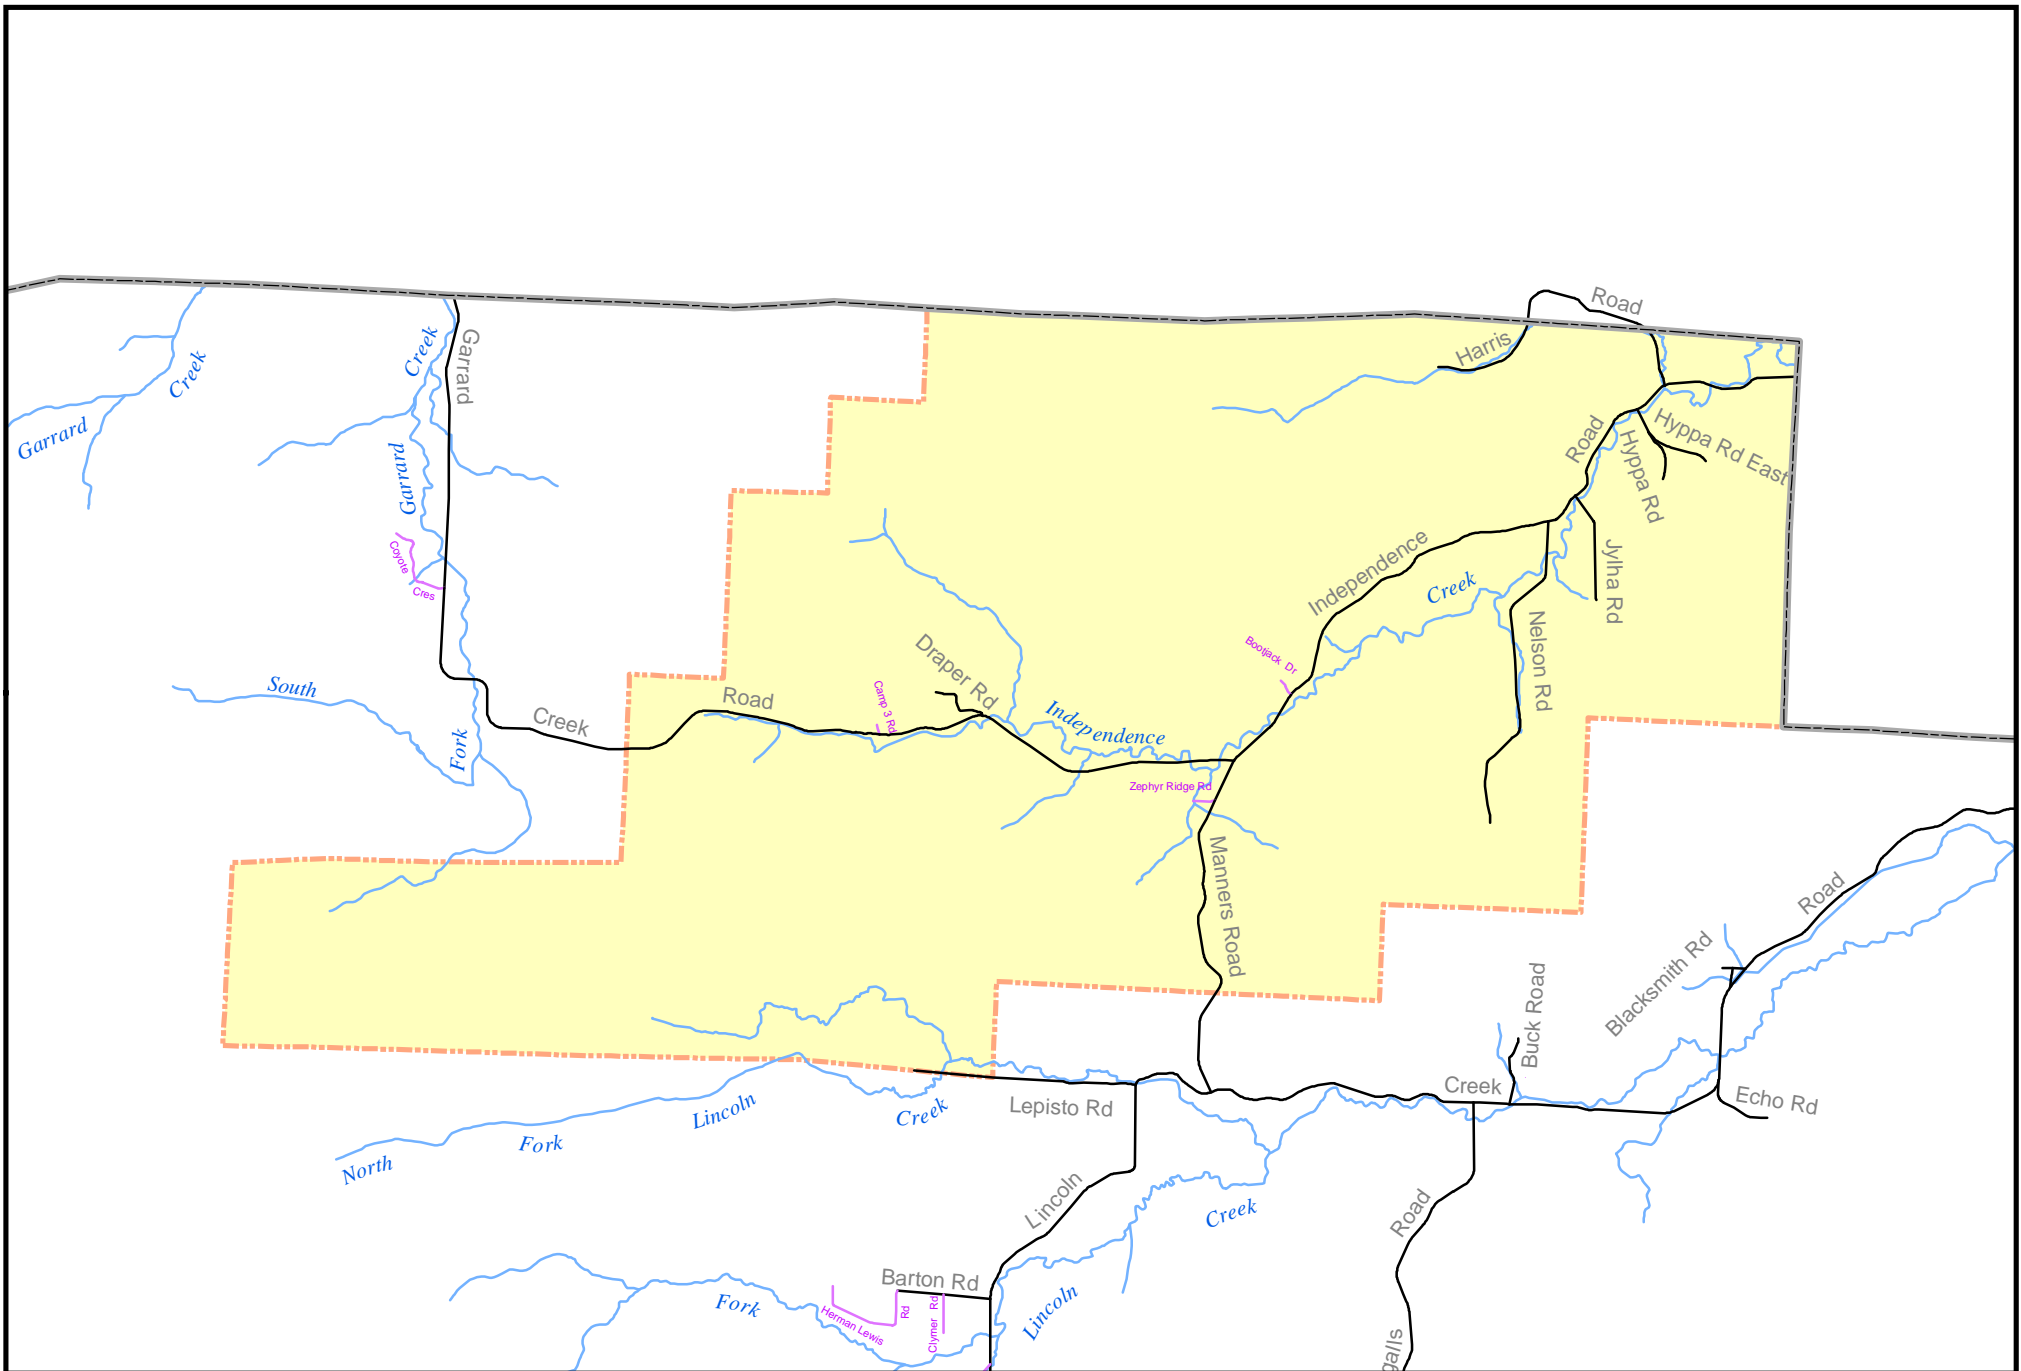 Road
Harris
Creek
Garrard
Creek
Garrard
Garrard
Road
Hyppa Rd East
Hyppa Rd
Independence
Jylha Rd
Creek
Coyote
Cres
Nelson Rd
Bootjack Dr
Draper Rd
South
Road
Camp 3 Rd
Independence
Creek
Fork
Zephyr Ridge Rd
Manners Road
Road
Blacksmith Rd
Buck Road
Creek
Echo Rd
Lepisto Rd
Lincoln
Creek
Fork
North
Lincoln
Creek
Road
Barton Rd
Fork
Herman Lewis
Rd
Clymer Rd
Lincoln
galls